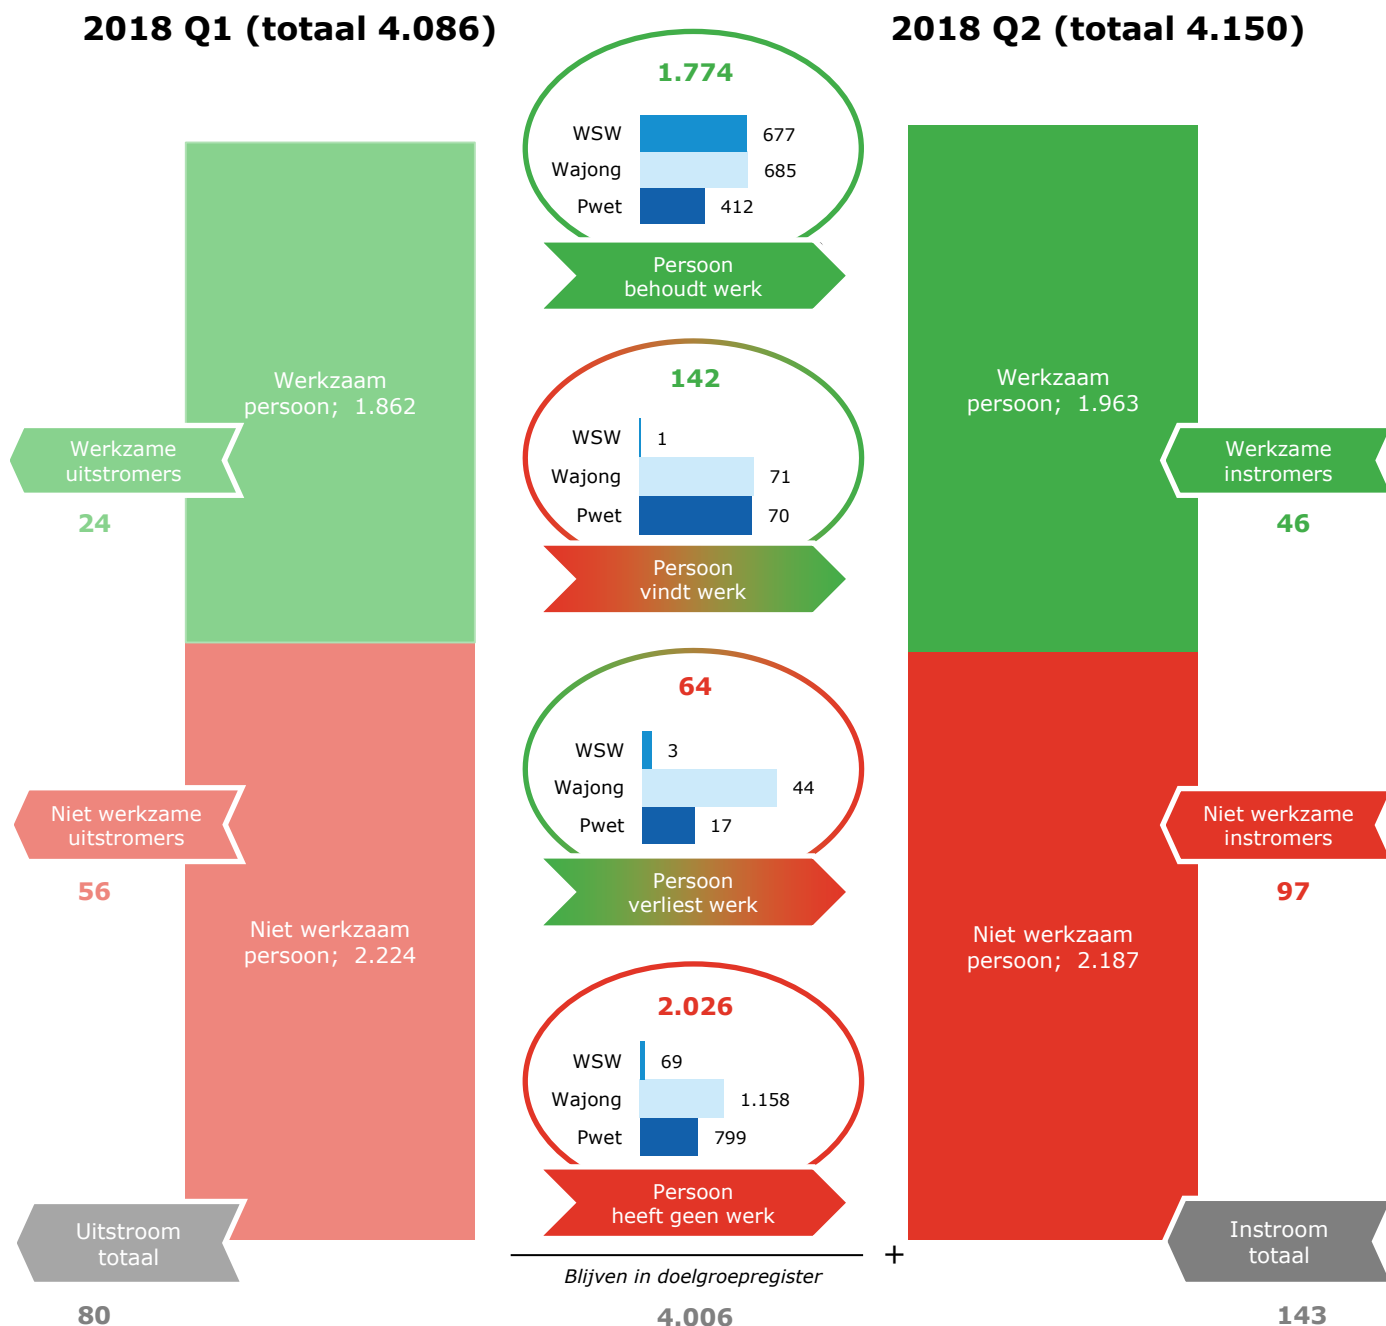 2018 Q1 (totaal 4.086)
2018 Q2 (totaal 4.150)
1.774
WSW 677
Wajong 685
Pwet 412
Persoon
behoudt werk
142
WSW 1
Wajong 71
Pwet 70
Persoon
vindt werk
64
WSW 3
Wajong 44
Pwet 17
Persoon
verliest werk
2.026
WSW 69
Wajong 1.158
Pwet 799
Persoon
heeft geen werk
Blijven in doelgroepregister
4.006
+
Werkzaam
persoon; 1.862
Werkzame
uitstromers
24
Niet werkzame
uitstromers
56
Niet werkzaam
persoon; 2.224
Uitstroom
totaal
80
Werkzaam
persoon; 1.963
Werkzame
instromers
46
Niet werkzame
instromers
97
Niet werkzaam
persoon; 2.187
Instroom
totaal
143